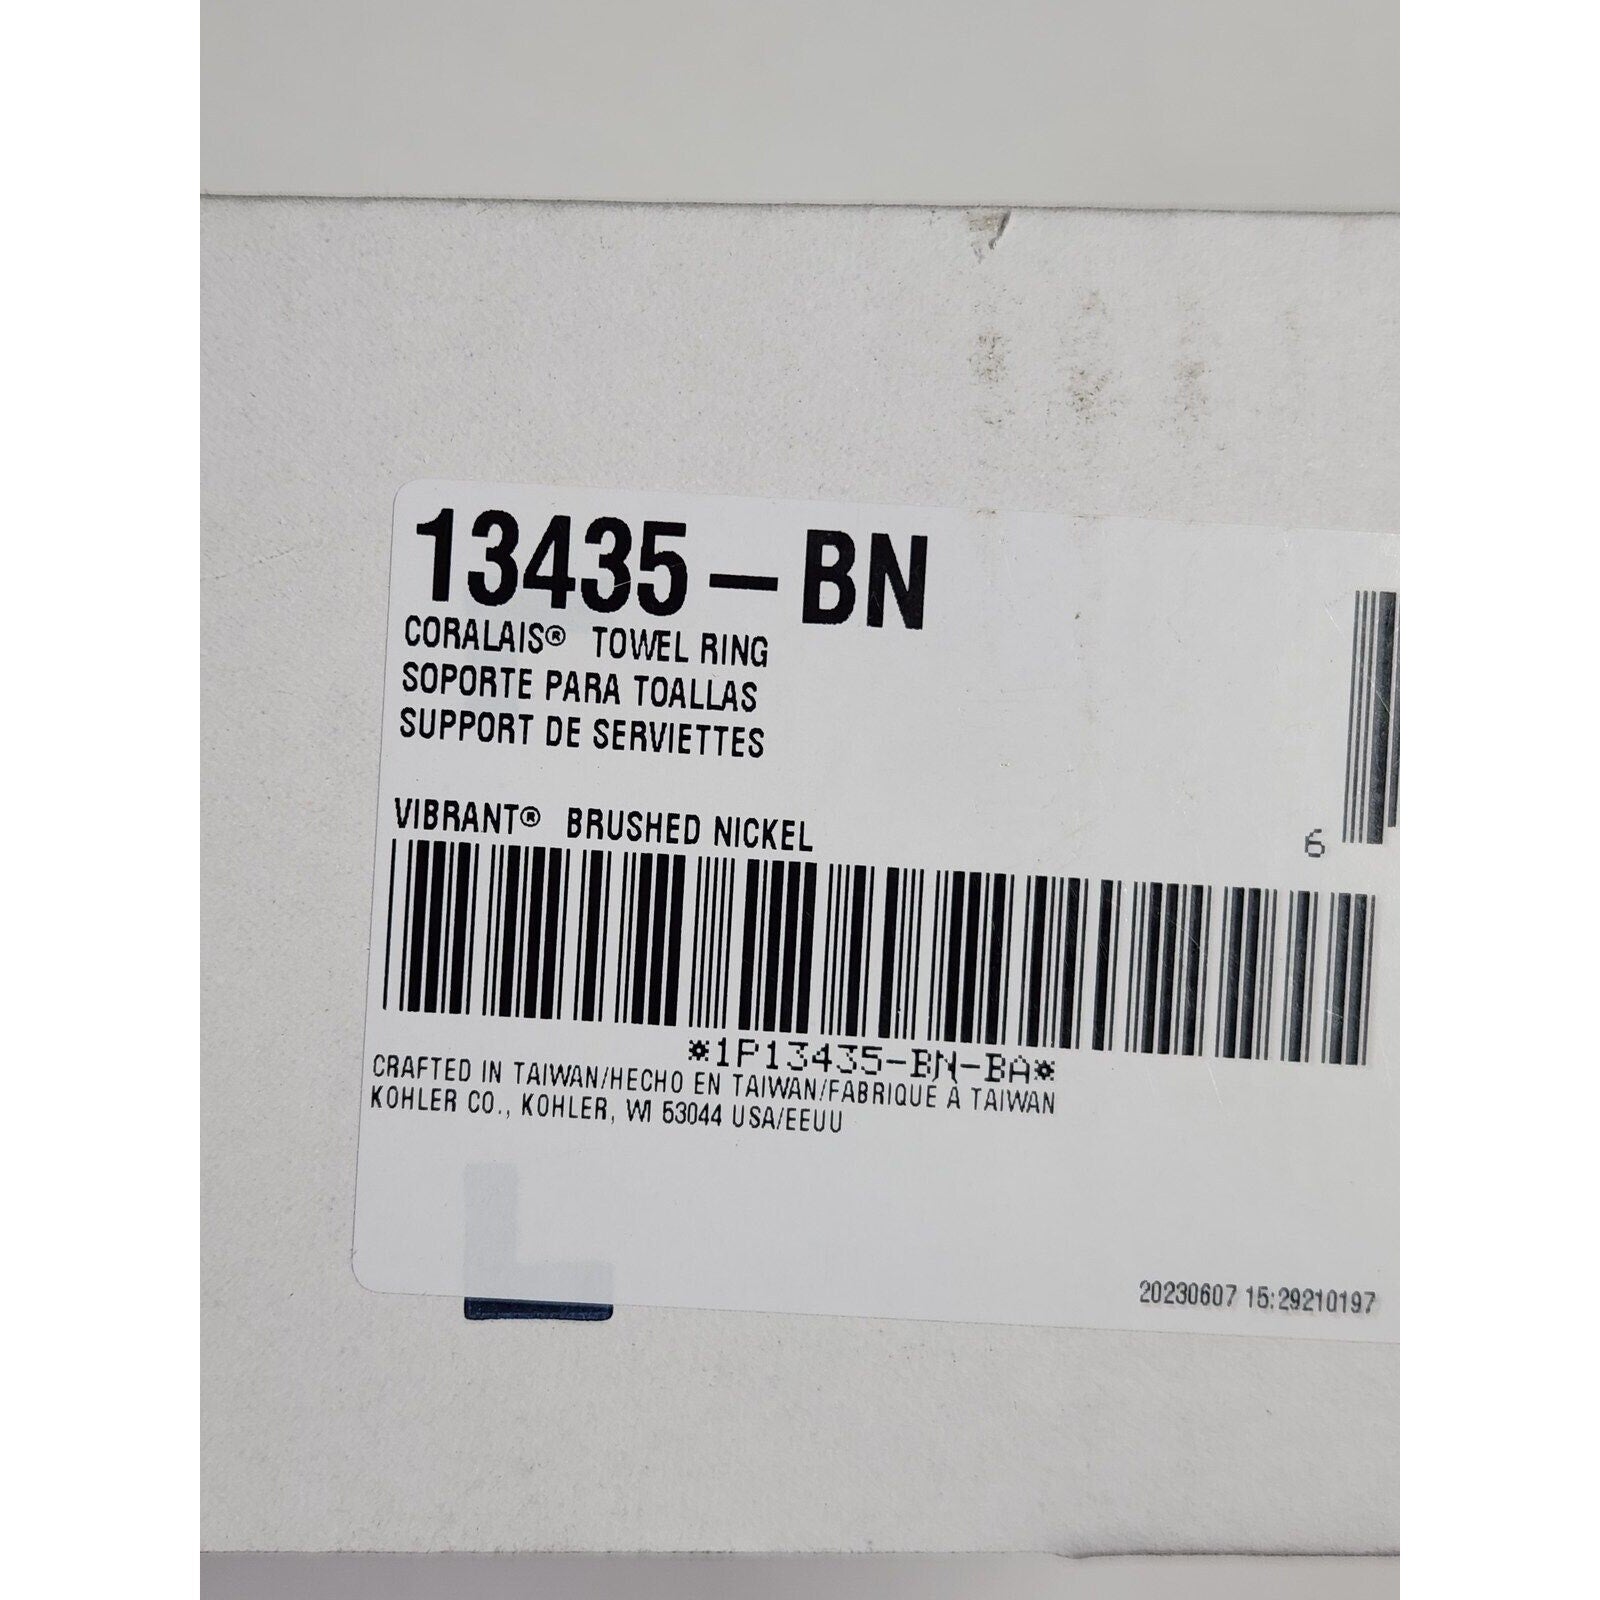 13435-BN
CORALAIS® TOWEL RING
SOPORTE PARA TOALLAS
SUPPORT DE SERVIETTES
VIBRANT® BRUSHED NICKEL
6
*1P13435-BN-BA*
CRAFTED IN TAIWAN/HECHO EN TAIWAN/FABRIQUE À TAIWAN
KOHLER CO., KOHLER, WI 53044 USA/EEUU
20230607 15:29210197